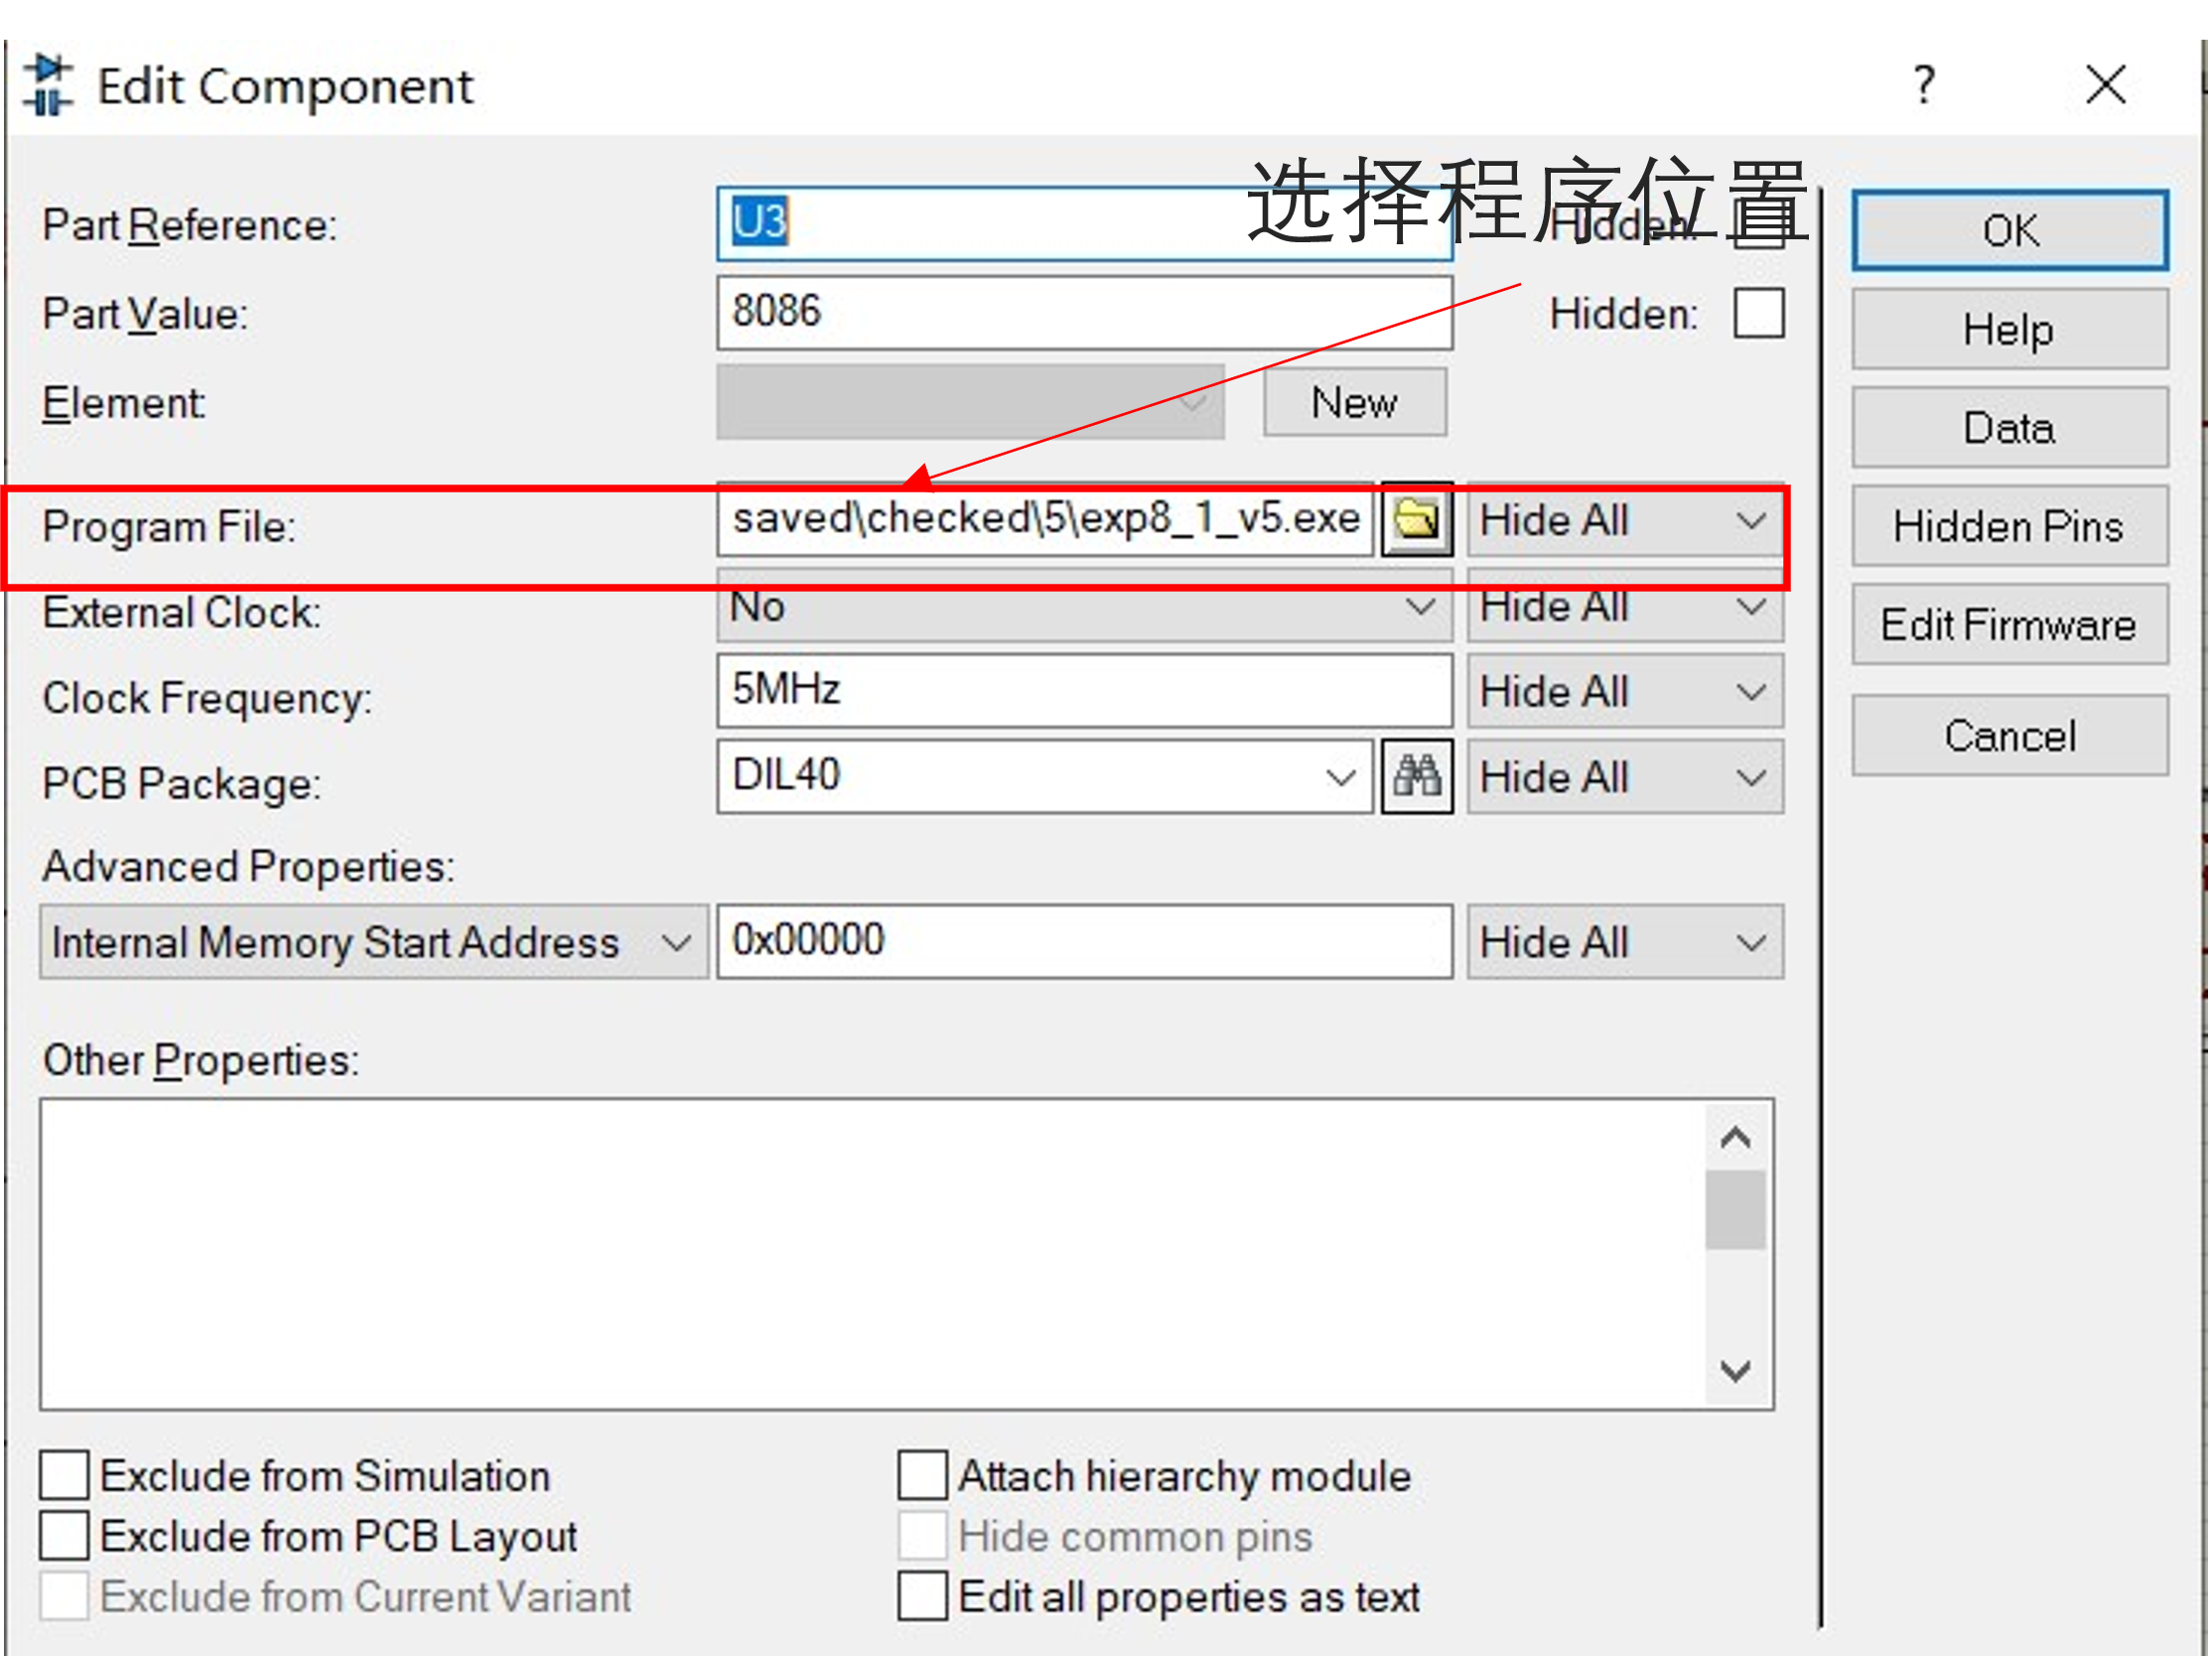 Edit Component
?
选择程序位置
Part Reference: U3 Hidden:
Part Value: 8086 Hidden:
Element: New
Program File: saved\checked\5\exp8_1_v5.exe Hide All
External Clock: No Hide All
Clock Frequency: 5MHz Hide All
PCB Package: DIL40 Hide All
Advanced Properties:
Internal Memory Start Address 0x00000 Hide All
Other Properties:
Exclude from Simulation Attach hierarchy module
Exclude from PCB Layout Hide common pins
Exclude from Current Variant Edit all properties as text
OK
Help
Data
Hidden Pins
Edit Firmware
Cancel